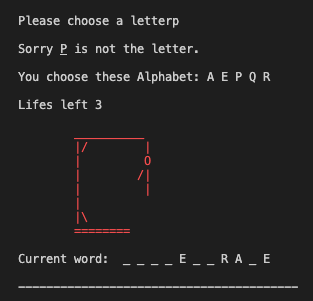 Please choose a letterp
Sorry P is not the letter.
You choose these Alphabet: A E P Q R
Lifes left 3
Current word: _ _ _ _ E _ _ R A _ E